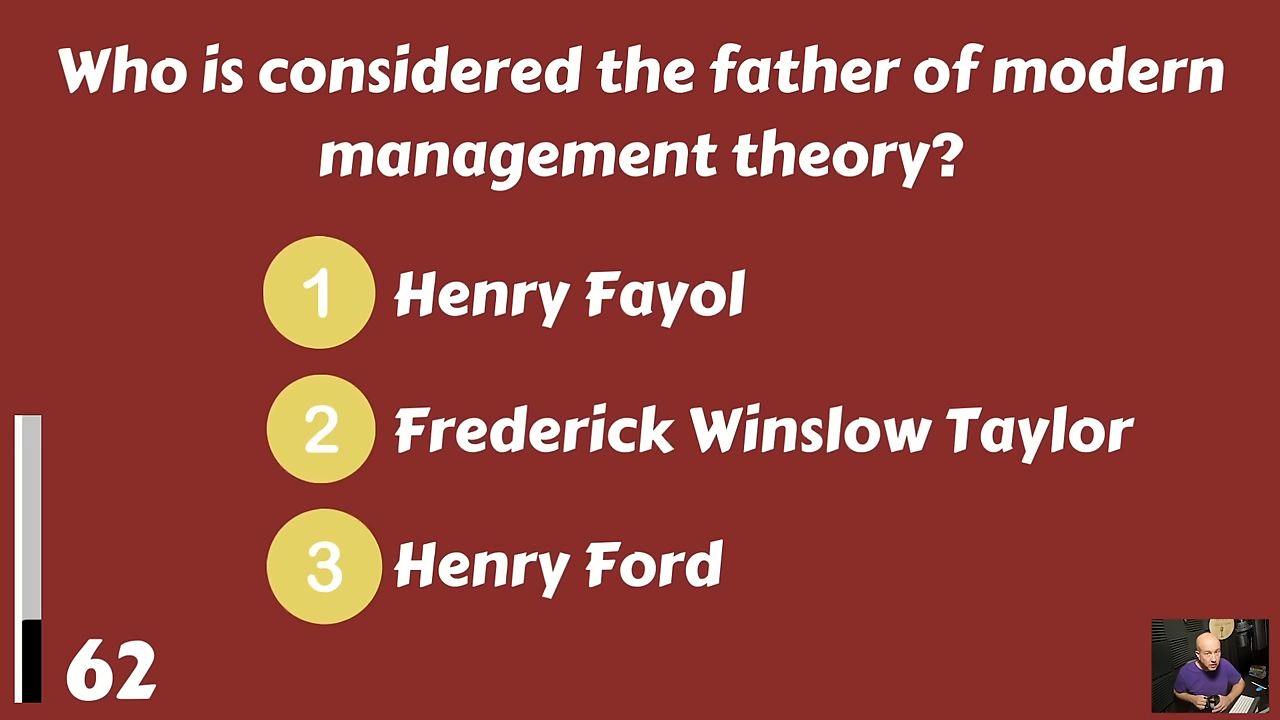 Who is considered the father of modern
management theory?
1 Henry Fayol
2 Frederick Winslow Taylor
3 Henry Ford
62